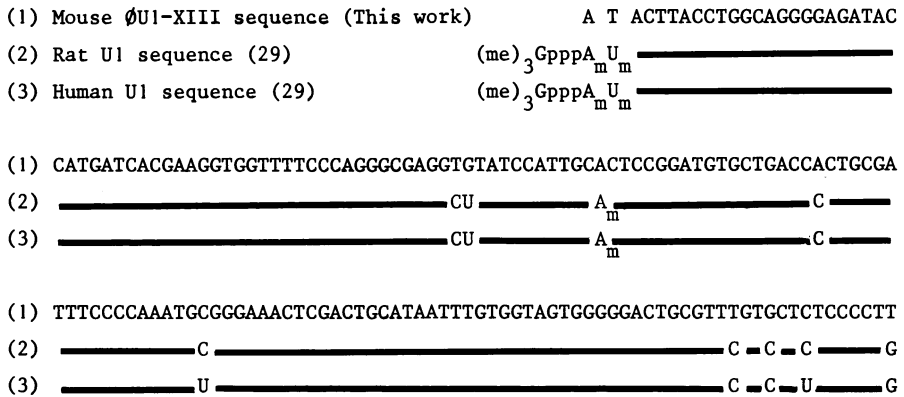 (1) Mouse ØU1-XIII sequence (This work) A T ACTTACCTGGCAGGGGAGATAC
(2) Rat U1 sequence (29) (me)3GpppAmUm
(3) Human U1 sequence (29) (me)3GpppAmUm
(1) CATGATCACGAAGGTGGTTTTCCCAGGGCGAGGTGTATCCATTGCACTCCGGATGTGCTGACCACTGCGA
(2) CU Am C
(3) CU Am C
(1) TTTCCCCAAATGCGGGAAACTCGACTGCATAATTTGTGGTAGTGGGGGACTGCGTTTGTGCTCTCCCCTT
(2) C C C C G
(3) U C C U G